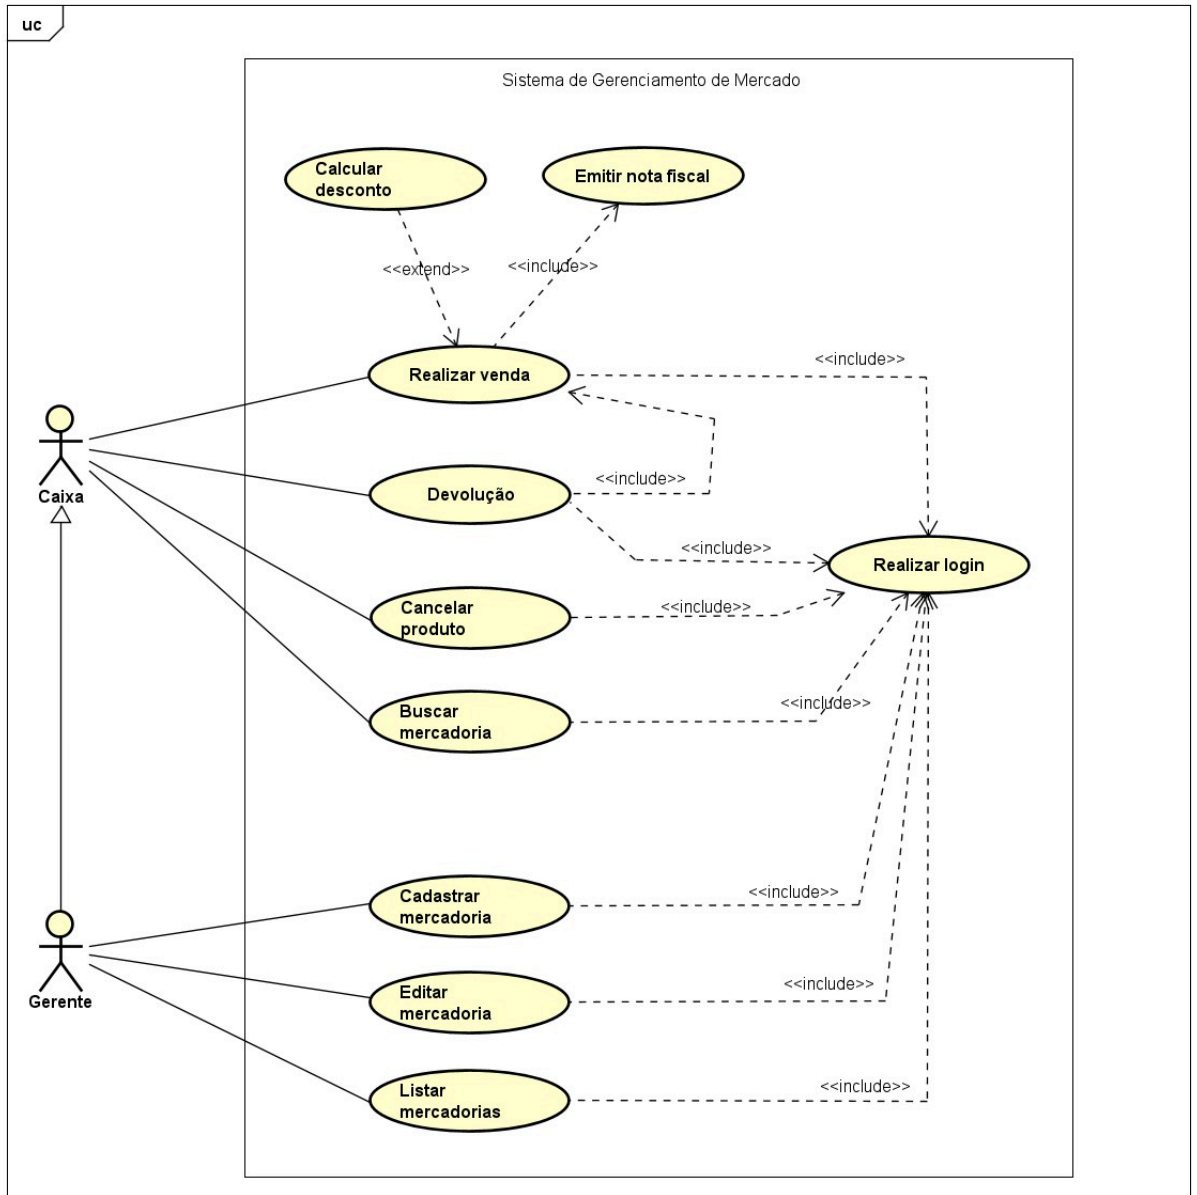 uc
Sistema de Gerenciamento de Mercado
Calcular
desconto
Emitir nota fiscal
<<extend>>
<<include>>
Realizar venda
<<include>>
Caixa
Devolução
<<include>>
<<include>>
Realizar login
Cancelar
produto
<<include>>
Buscar
mercadoria
<<include>>
Cadastrar
mercadoria
<<include>>
Gerente
Editar
mercadoria
<<include>>
Listar
mercadorias
<<include>>